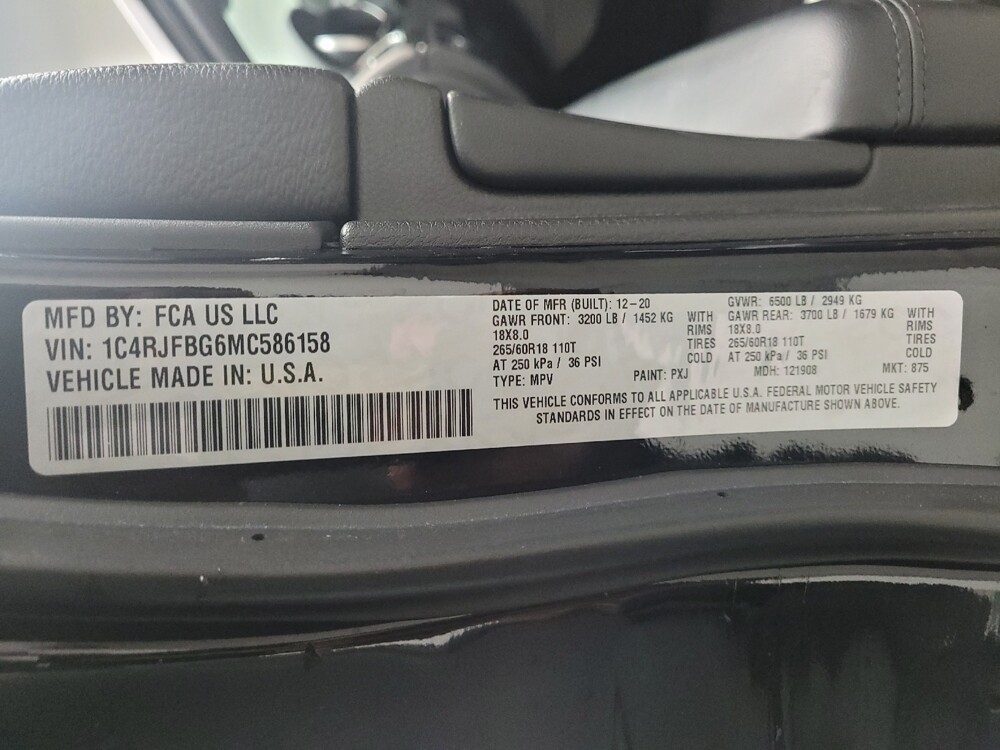 MFD BY: FCA US LLC
VIN: 1C4RJFBG6MC586158
VEHICLE MADE IN: U.S.A.
DATE OF MFR (BUILT): 12-20 GVWR: 6500 LB / 2949 KG
GAWR FRONT: 3200 LB / 1452 KG WITH GAWR REAR: 3700 LB / 1679 KG WITH
18X8.0 RIMS 18X8.0 RIMS
265/60R18 110T TIRES 265/60R18 110T TIRES
AT 250 kPa / 36 PSI COLD AT 250 kPa / 36 PSI COLD
TYPE: MPV PAINT: PXJ MDH: 121908 MKT: 875
THIS VEHICLE CONFORMS TO ALL APPLICABLE U.S.A. FEDERAL MOTOR VEHICLE SAFETY
STANDARDS IN EFFECT ON THE DATE OF MANUFACTURE SHOWN ABOVE.